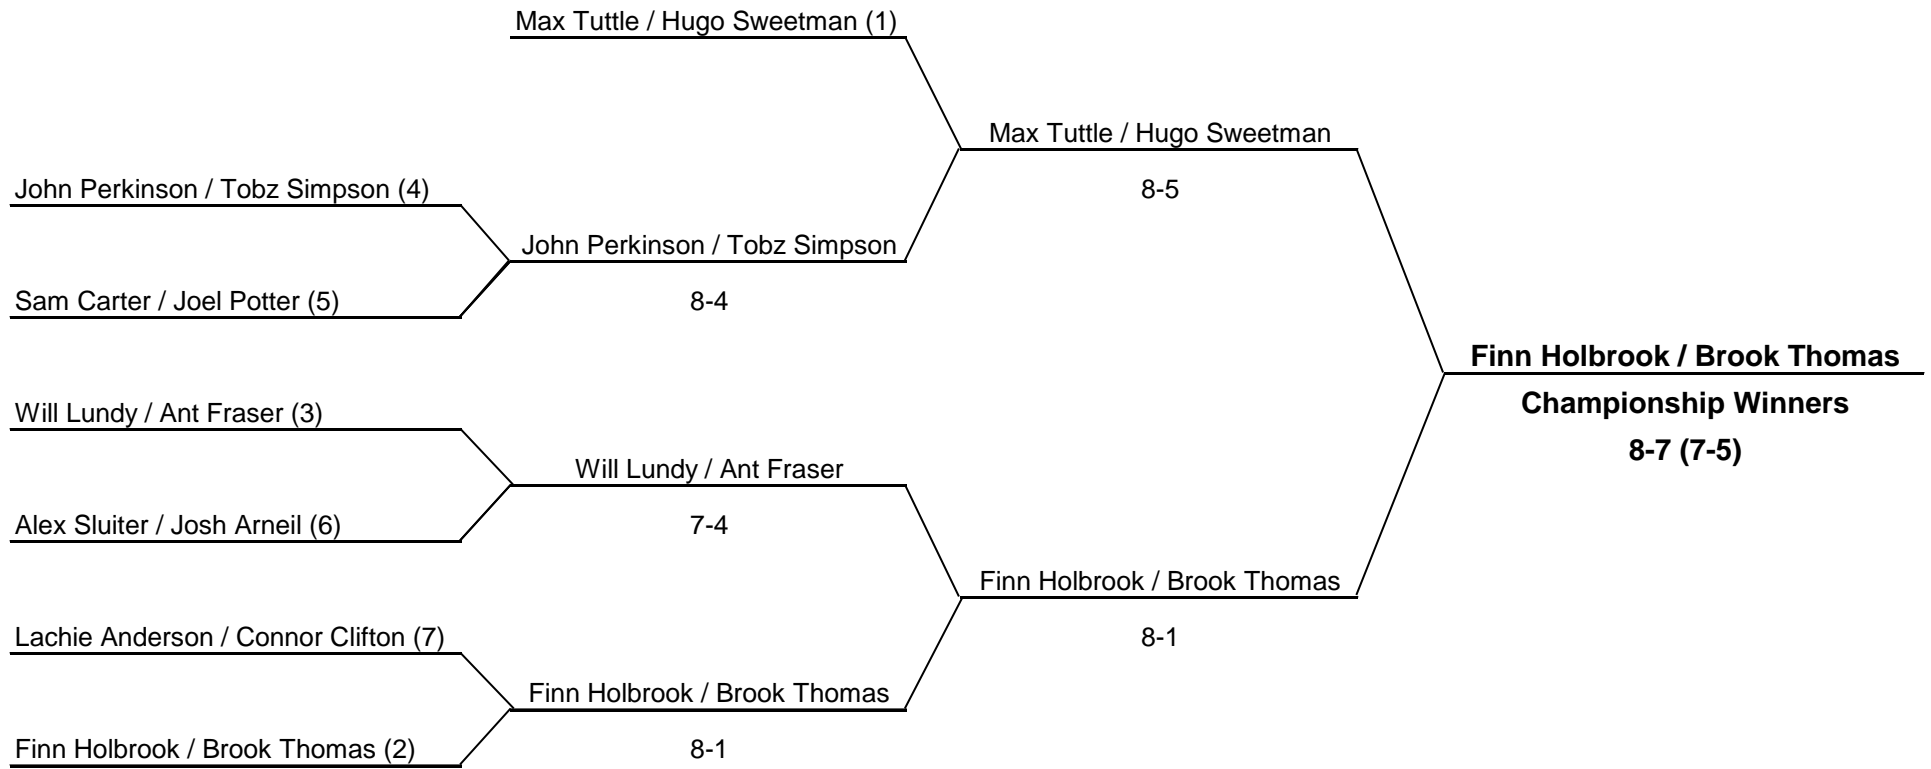 Max Tuttle / Hugo Sweetman (1)
Max Tuttle / Hugo Sweetman
John Perkinson / Tobz Simpson (4)
8-5
John Perkinson / Tobz Simpson
Sam Carter / Joel Potter (5)
8-4
Finn Holbrook / Brook Thomas
Championship Winners
8-7 (7-5)
Will Lundy / Ant Fraser (3)
Will Lundy / Ant Fraser
Alex Sluiter / Josh Arneil (6)
7-4
Finn Holbrook / Brook Thomas
Lachie Anderson / Connor Clifton (7)
8-1
Finn Holbrook / Brook Thomas
Finn Holbrook / Brook Thomas (2)
8-1